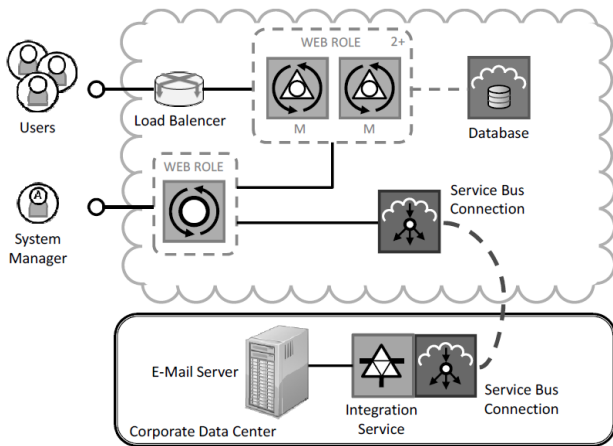 WEB ROLE
2+
M
M
Users
Load Balencer
Database
WEB ROLE
A
System
Manager
Service Bus
Connection
E-Mail Server
Integration
Service
Service Bus
Connection
Corporate Data Center